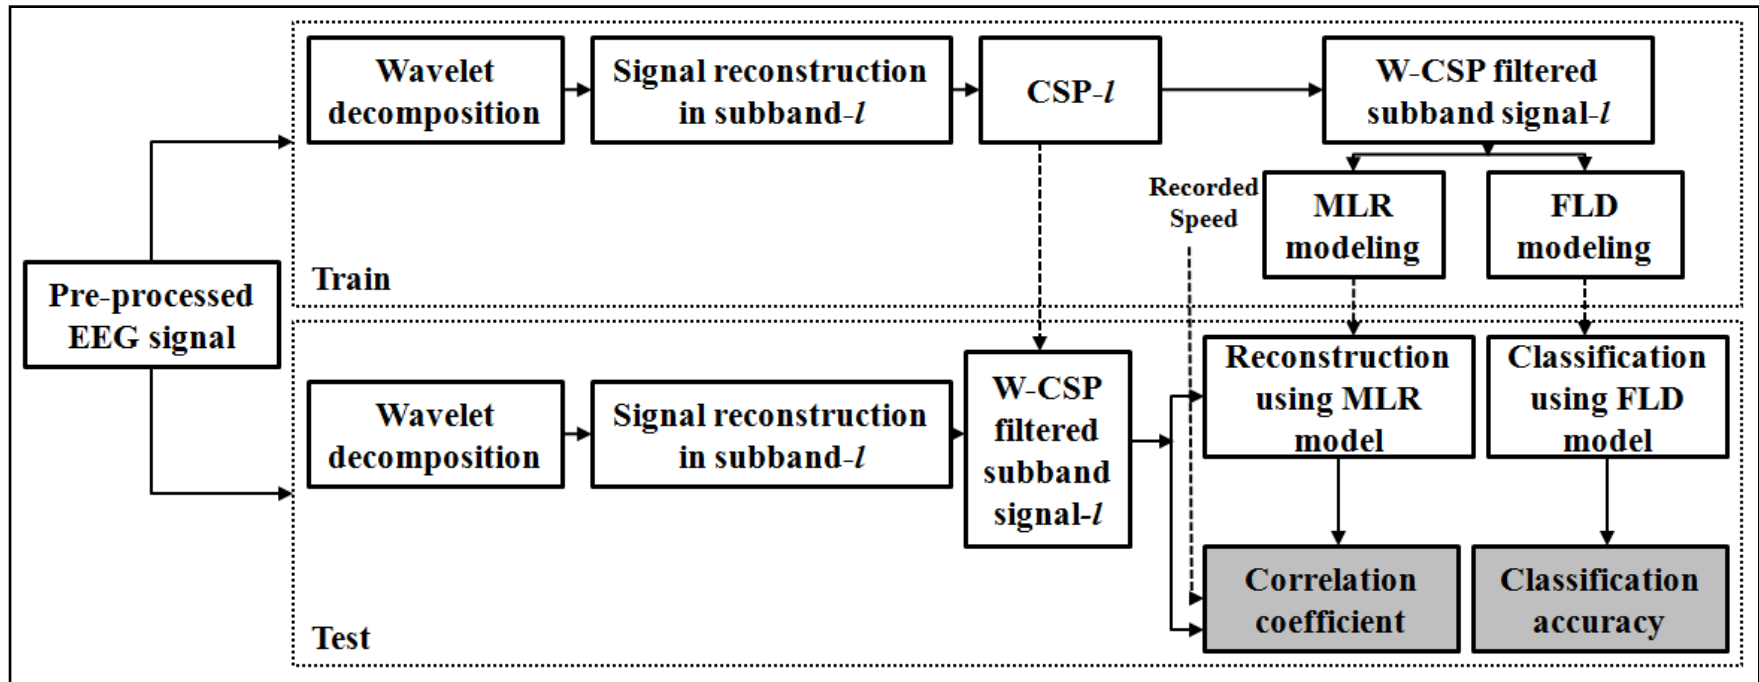 Wavelet
decomposition
Signal reconstruction
in subband-l
CSP-l
W-CSP filtered
subband signal-l
Recorded
Speed
MLR
modeling
FLD
modeling
Train
Pre-processed
EEG signal
Wavelet
decomposition
Signal reconstruction
in subband-l
W-CSP
filtered
subband
signal-l
Reconstruction
using MLR
model
Classification
using FLD
model
Correlation
coefficient
Classification
accuracy
Test